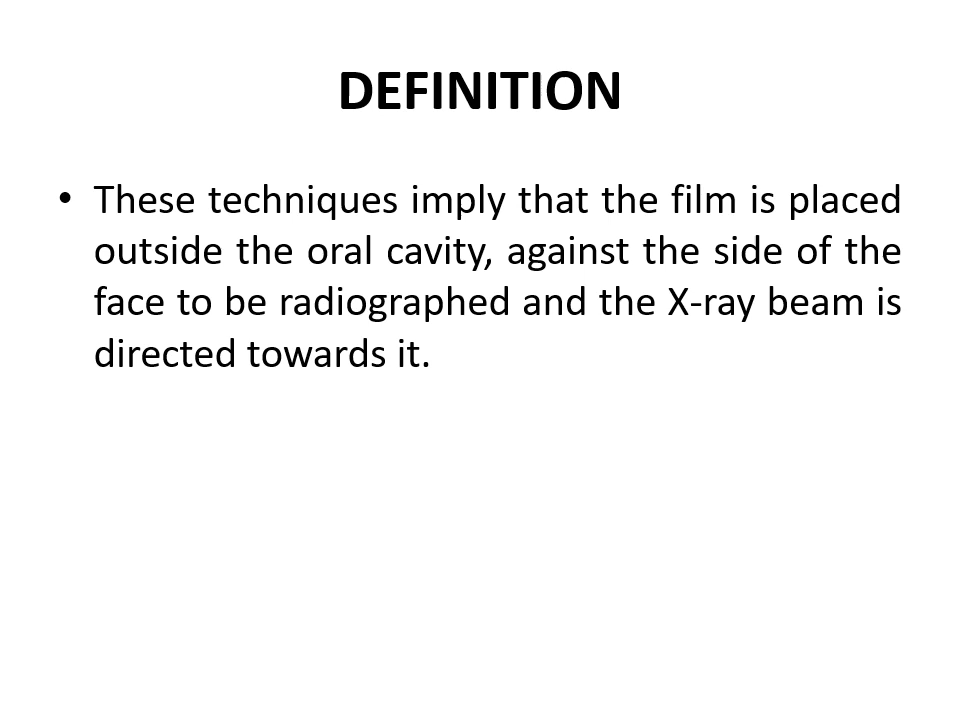 DEFINITION
• These techniques imply that the film is placed
outside the oral cavity, against the side of the
face to be radiographed and the X-ray beam is
directed towards it.